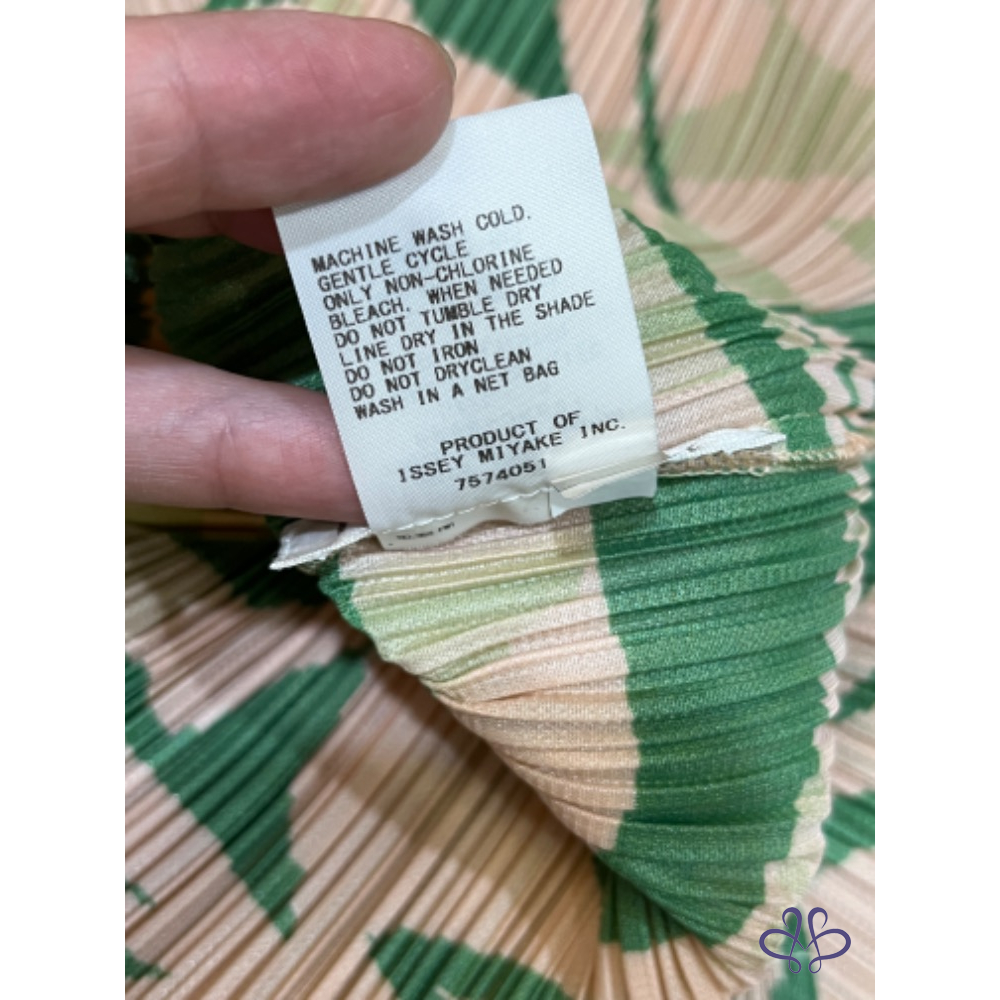 MACHINE WASH COLD.
GENTLE CYCLE
ONLY NON-CHLORINE
BLEACH. WHEN NEEDED
DO NOT TUMBLE DRY
LINE DRY IN THE SHADE
DO NOT IRON
DO NOT DRYCLEAN
WASH IN A NET BAG
PRODUCT OF
ISSEY MIYAKE INC.
7574051